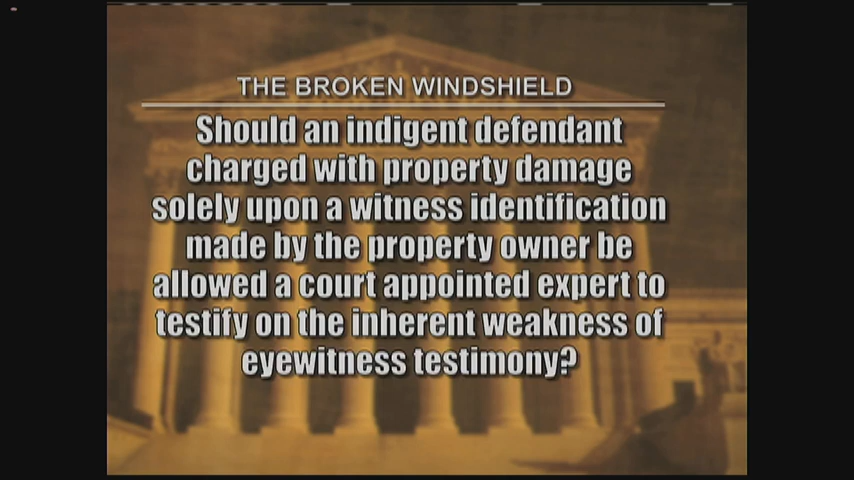 THE BROKEN WINDSHIELD
Should an indigent defendant
charged with property damage
solely upon a witness identification
made by the property owner be
allowed a court appointed expert to
testify on the inherent weakness of
eyewitness testimony?